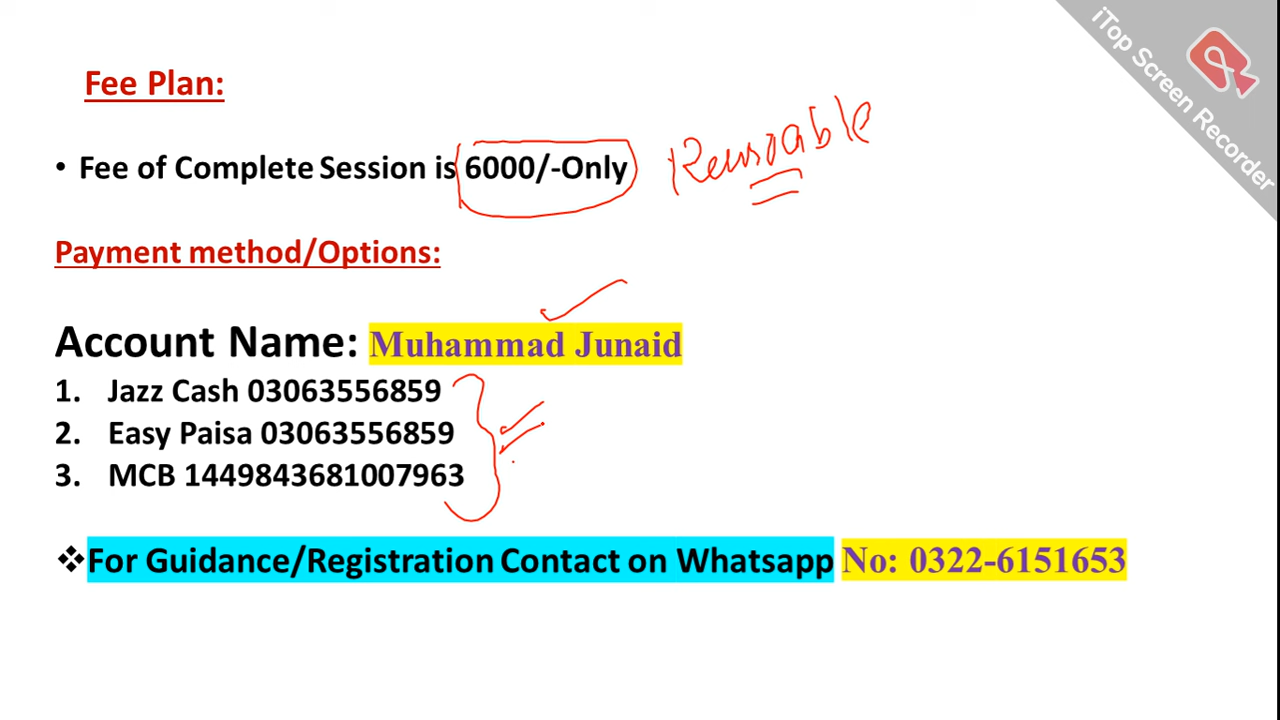 Fee Plan:
• Fee of Complete Session is 6000/-Only
Reusoable
Payment method/Options:
Account Name: Muhammad Junaid
1. Jazz Cash 03063556859
2. Easy Paisa 03063556859
3. MCB 1449843681007963
❖For Guidance/Registration Contact on Whatsapp No: 0322-6151653
iTop Screen Recorder